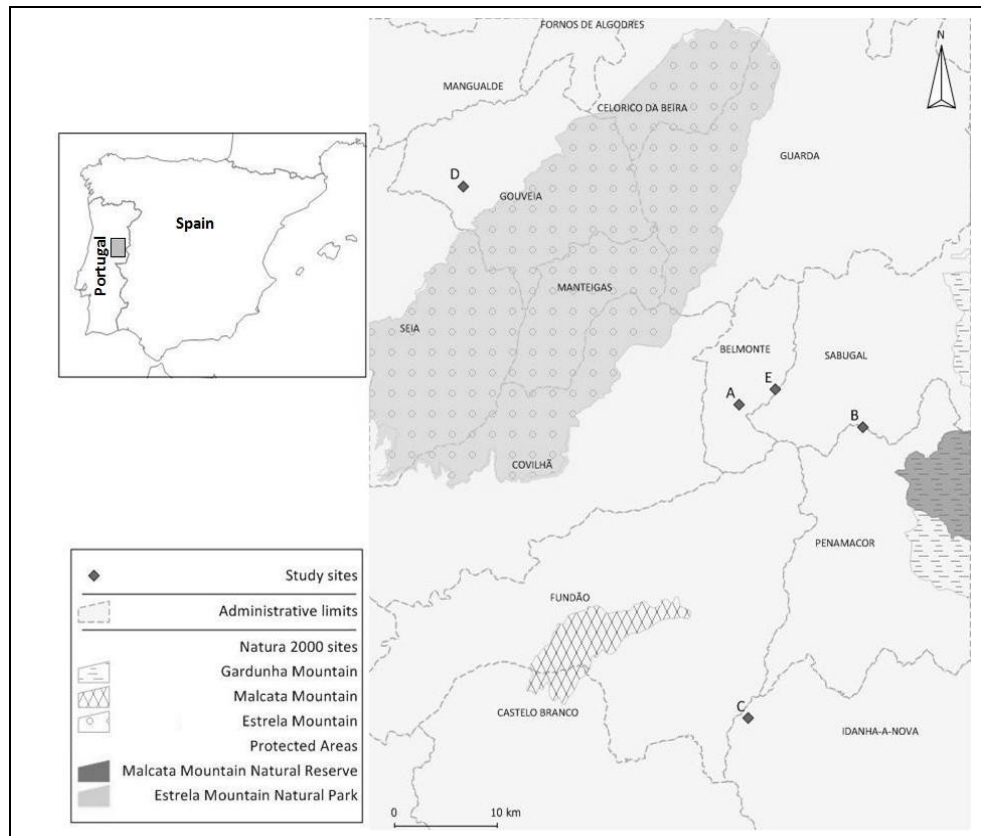 FORNOS DE ALGODRES
N
MANGUALDE
CELORICO DA BEIRA
GUARDA
D
GOUVEIA
Spain
Portugal
MANTEIGAS
SEIA
BELMONTE
SABUGAL
A
E
B
COVILHÃ
PENAMACOR
FUNDÃO
CASTELO BRANCO
C
IDANHA-A-NOVA
0 10 km
Study sites
Administrative limits
Natura 2000 sites
Gardunha Mountain
Malcata Mountain
Estrela Mountain
Protected Areas
Malcata Mountain Natural Reserve
Estrela Mountain Natural Park